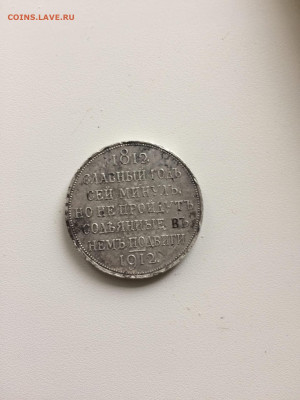 COINS.LAVE.RU
1812
СЛАВНЫЙ ГОДЪ
СЕЙ МИНУЛЪ,
НО НЕ ПРОЙДУТЪ
СОДѢЯННЫЕ ВЪ
НЕМЪ ПОДВИГИ
1912.